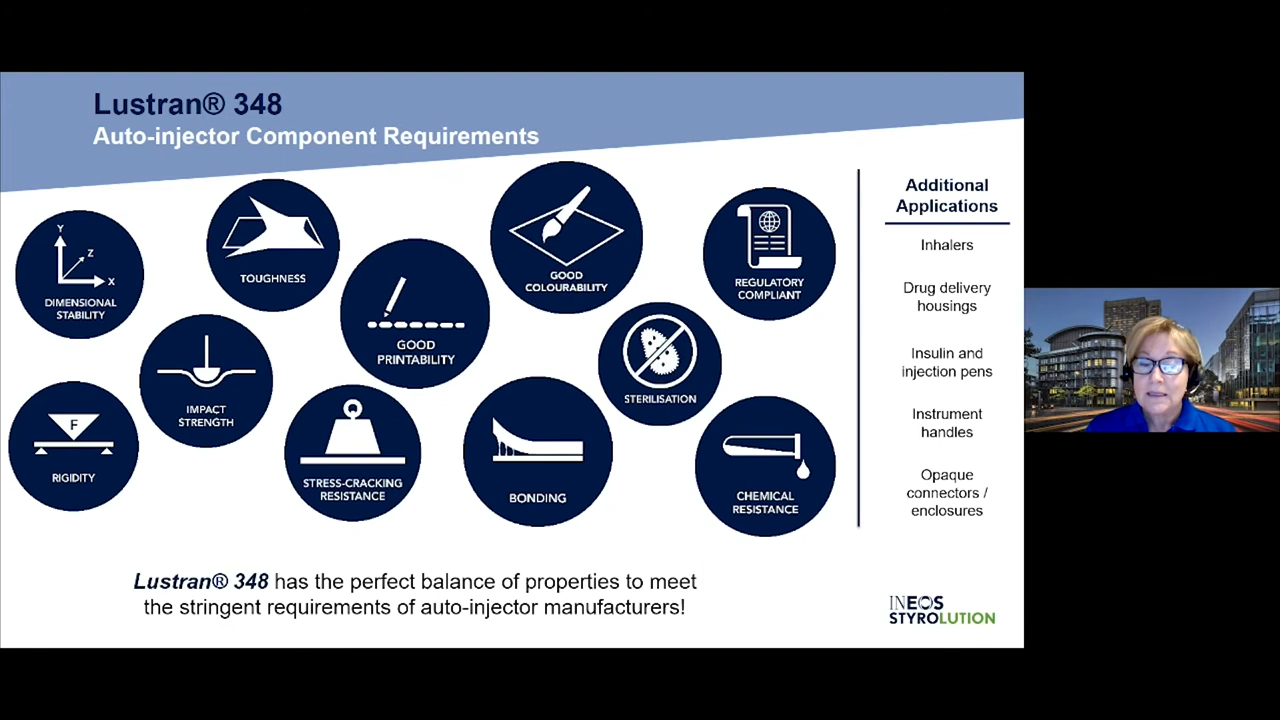 Lustran® 348
Auto-injector Component Requirements
Y
Z
X
DIMENSIONAL
STABILITY
TOUGHNESS
GOOD
PRINTABILITY
GOOD
COLOURABILITY
REGULATORY
COMPLIANT
IMPACT
STRENGTH
STERILISATION
F
RIGIDITY
STRESS-CRACKING
RESISTANCE
BONDING
CHEMICAL
RESISTANCE
Additional
Applications
Inhalers
Drug delivery
housings
Insulin and
injection pens
Instrument
handles
Opaque
connectors /
enclosures
Lustran® 348 has the perfect balance of properties to meet
the stringent requirements of auto-injector manufacturers!
INEOS
STYROLUTION